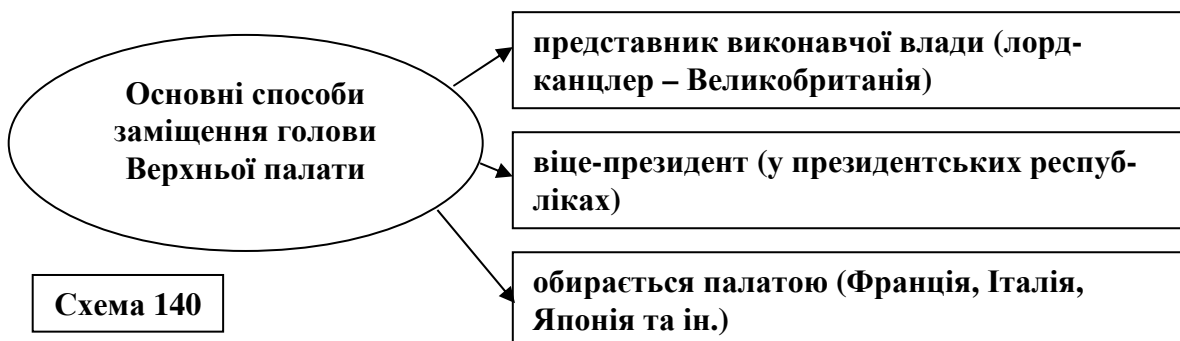 Основні способи
заміщення голови
Верхньої палати
представник виконавчої влади (лорд-
канцлер – Великобританія)
віце-президент (у президентських респуб-
ліках)
обирається палатою (Франція, Італія,
Японія та ін.)
Схема 140